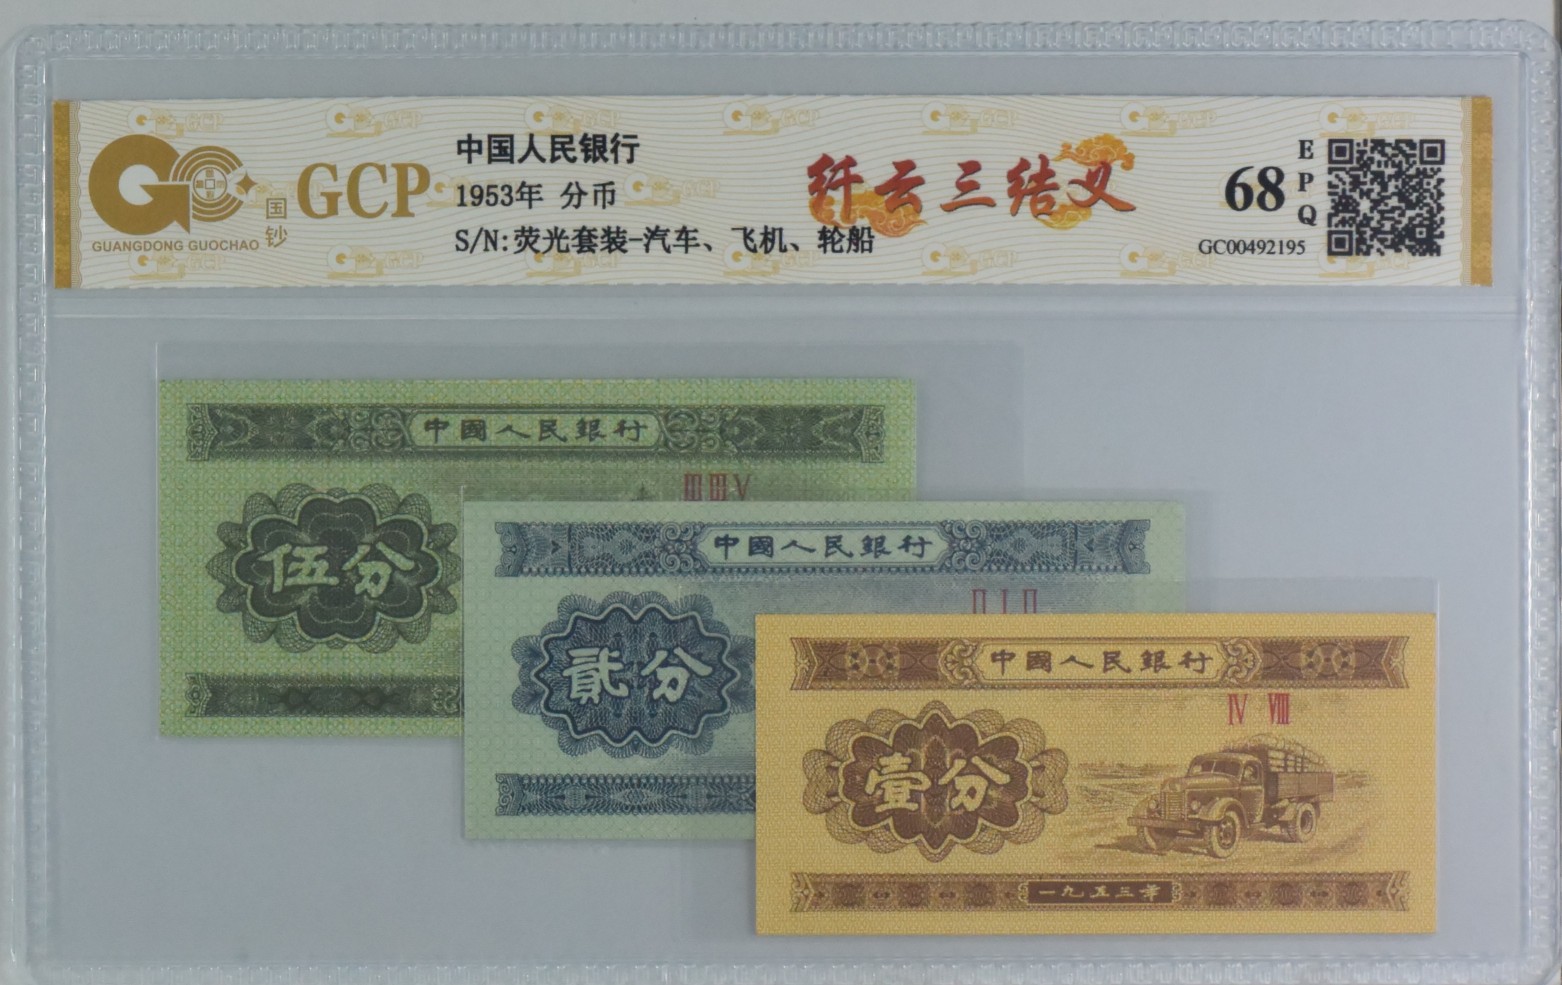 GCP
国钞
GUANGDONG GUOCHAO
中国人民银行
1953年 分币
S/N:荧光套装-汽车、飞机、轮船
纤云三结义
68
EPQ
GC00492195
中國人民銀行
III III V
伍分
中國人民銀行
II I II
貳分
中國人民銀行
IV VIII
壹分
一九五三年